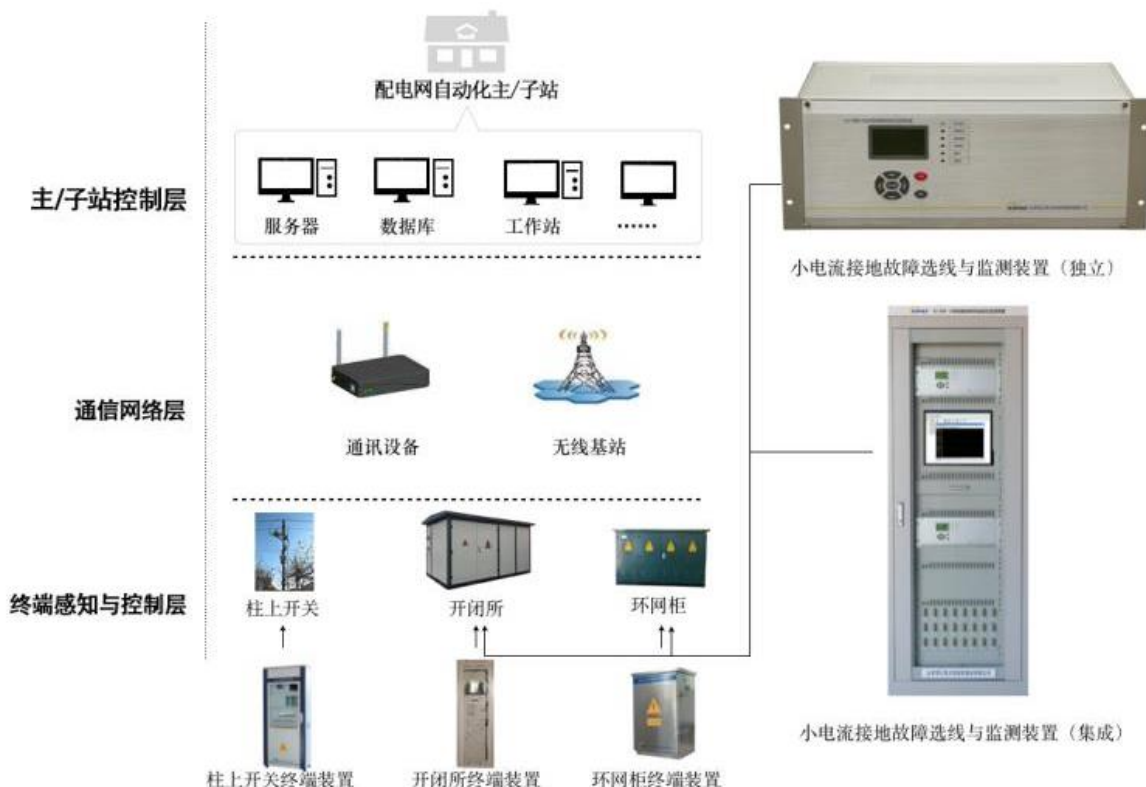 配电网自动化主/子站
主/子站控制层
服务器
数据库
工作站
……
小电流接地故障选线与监测装置（独立）
通信网络层
通讯设备
无线基站
终端感知与控制层
柱上开关
开闭所
环网柜
柱上开关终端装置
开闭所终端装置
环网柜终端装置
小电流接地故障选线与监测装置（集成）